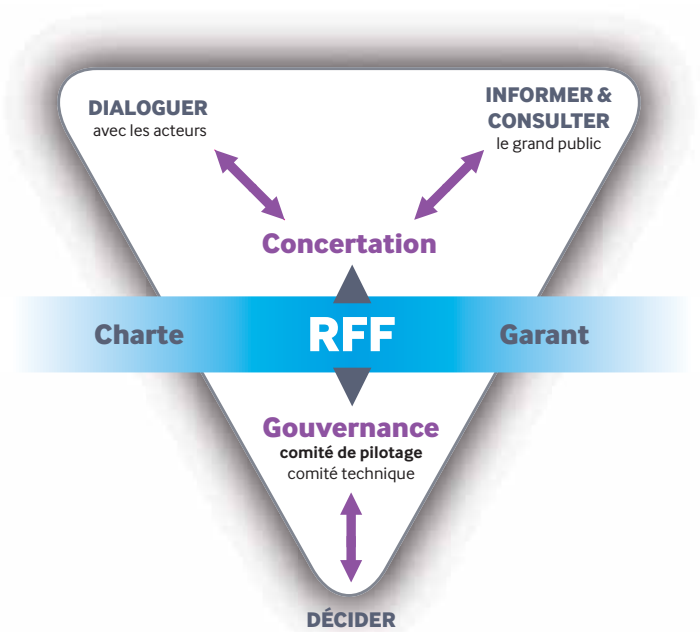 DIALOGUER
avec les acteurs
INFORMER &
CONSULTER
le grand public
Concertation
Charte
RFF
Garant
Gouvernance
comité de pilotage
comité technique
DÉCIDER